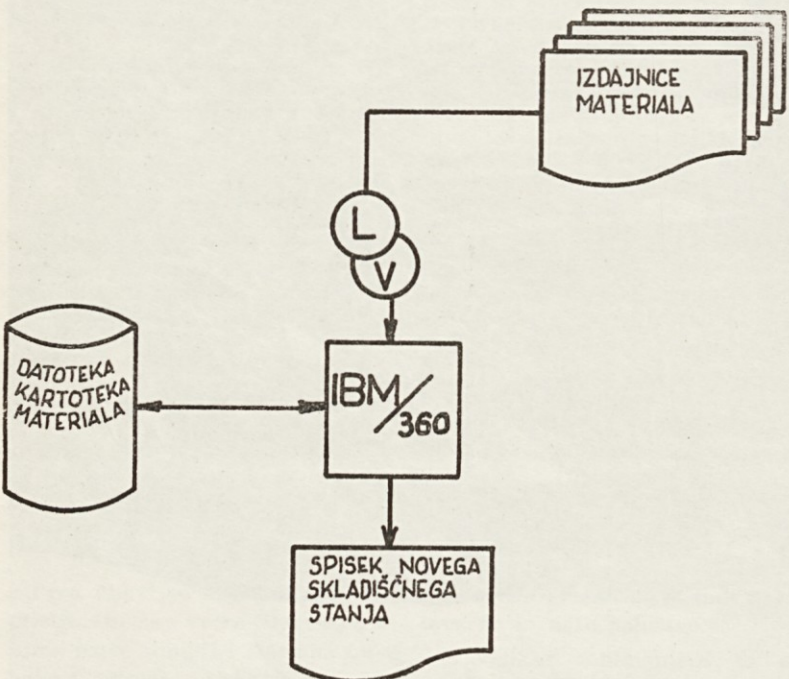 IZDAJNICE
MATERIALA
L
V
DATOTEKA
KARTOTEKA
MATERIALA
IBM/360
SPISEK NOVEGA
SKLADIŠČNEGA
STANJA